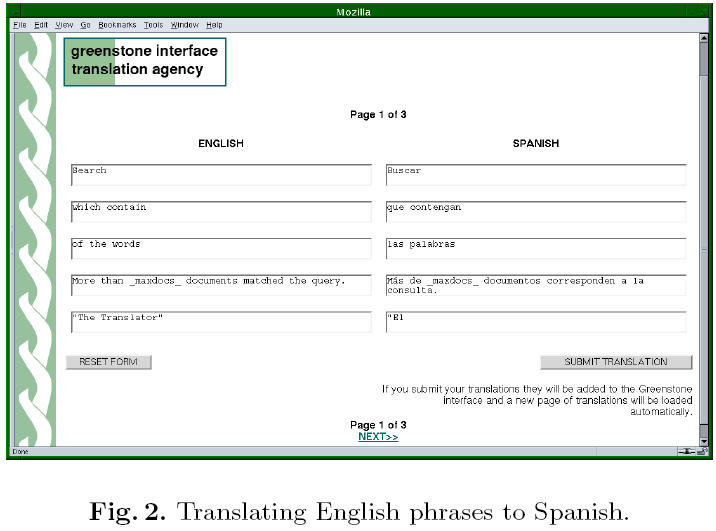 Mozilla
File Edit View Go Bookmarks Tools Window Help
greenstone interface
translation agency
Page 1 of 3
ENGLISH SPANISH
Search Buscar
which contain que contengan
of the words las palabras
More than _maxdocs_ documents matched the query. Más de _maxdocs_ documentos corresponden a la
consulta.
"The Translator" "El
RESET FORM SUBMIT TRANSLATION
If you submit your translations they will be added to the Greenstone
interface and a new page of translations will be loaded
automatically.
Page 1 of 3
NEXT>>
Done
Fig. 2. Translating English phrases to Spanish.